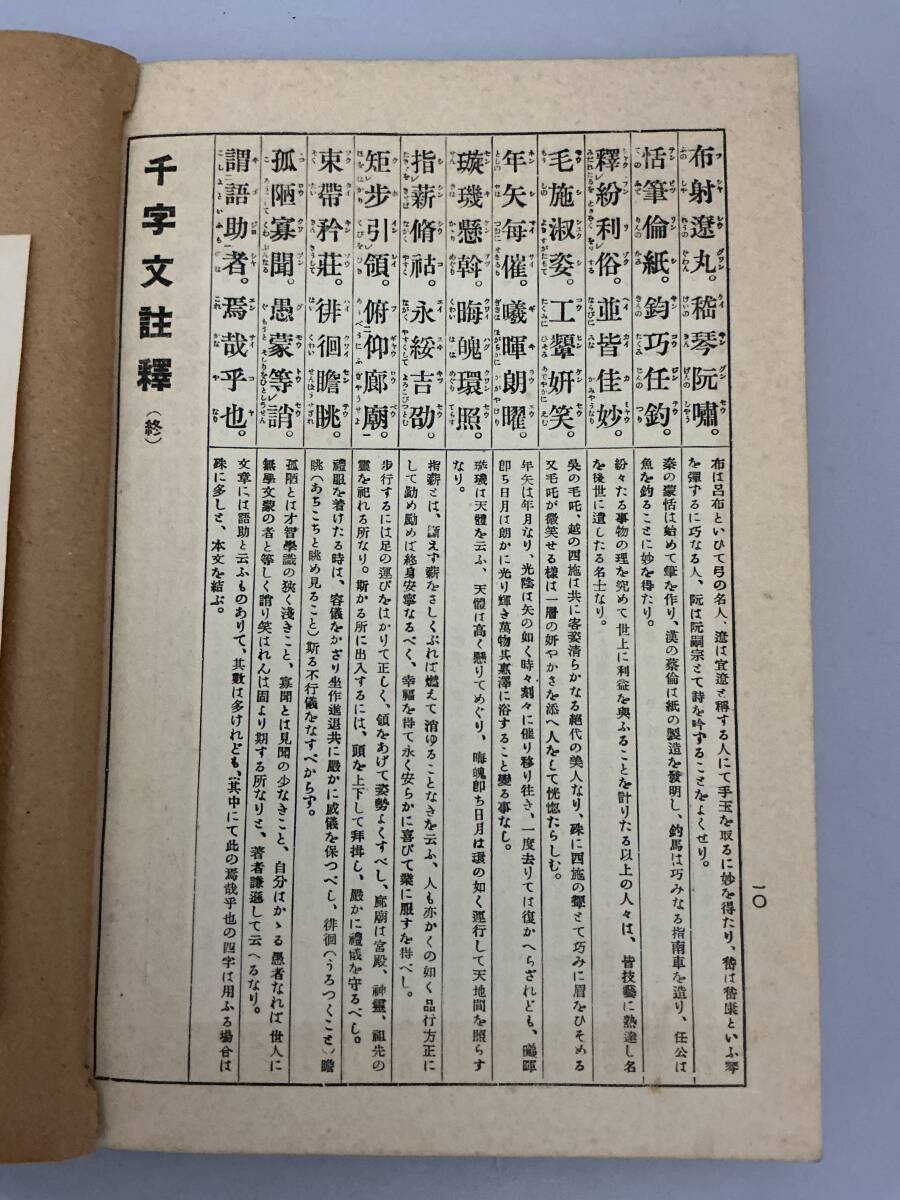 布射遼丸。嵇琴阮嘯。
恬筆倫紙。鈞巧任釣。
釋紛利俗。並皆佳妙。
毛施淑姿。工顰妍笑。
年矢每催。曦暉朗曜。
璇璣懸斡。晦魄環照。
指薪脩祜。永綏吉劭。
矩步引領。俯仰廊廟。
束帶矜莊。徘徊瞻眺。
孤陋寡聞。愚蒙等誚。
謂語助者。焉哉乎也。
布は呂布といひて弓の名人、遼は宜遼と稱する人にて手玉を取るに妙を得たり、嵇は嵇康といふ琴
を彈ずるに巧なる人、阮は阮嗣宗とて詩を吟ずることをよくせり。
秦の蒙恬は始めて筆を作り、漢の蔡倫は紙の製造を發明し、鈞馬は巧みなる指南車を造り、任公は
魚を釣ることに妙を得たり。
紛々たる事物の理を究めて世上に利益を與ふることを計りたる以上の人々は、皆技藝に熟達し名
を後世に遺したる名士なり。
吳の毛吒、越の西施は共に客姿清らかなる絕代の美人なり、殊に西施の顰とて巧みに眉をひそめる
又毛吒が微笑せる樣は一層の妍やかさを添へ人をして恍惚たらしむ。
年矢は年月なり、光陰は矢の如く時々刻々に催り移り往き、一度去りては復かへらざれども、曦暉
卽ち日月は朗かに光り輝き萬物其惠澤に浴すること變る事なし。
璇璣は天體を云ふ、天體は高く懸りてめぐり、晦魄卽ち日月は環の如く運行して天地間を照らす
なり。
指薪とは、斷えず薪をさしくぶれば燃えて消ゆることなきを云ふ、人も亦かくの如く品行方正に
して勤め勵めば終身安寧なるべく、幸福を得て永く安らかに喜びて業に服すを得べし。
步行するには足の運びをはかりて正しく、領をあげて姿勢よくすべし、廊廟は宮殿、神靈、祖先の
靈を祀れる所なり。斯かる所に出入するには、頭を上下して拜揖し、嚴かに禮儀を守るべし。
禮服を着けたる時は、容儀をかざり坐作進退共に嚴かに威儀を保つべし、徘徊(うろつくこと)瞻
眺(あちこちと眺め見ること)斯る不行儀をなすべからず。
孤陋とは才智學識の狹く淺きこと、寡聞とは見聞の少なきこと、自分はかゝる愚者なれば世人に
無學文蒙の者と等しく誚り笑はれんは固より期する所なりと、著者謙遜して云へるなり。
文章には語助と云ふものありて、其數は多けれども、其中にて此の焉哉乎也の四字は用ふる場合は
殊に多しと、本文を結ぶ。
千字文註釋(終)
一〇